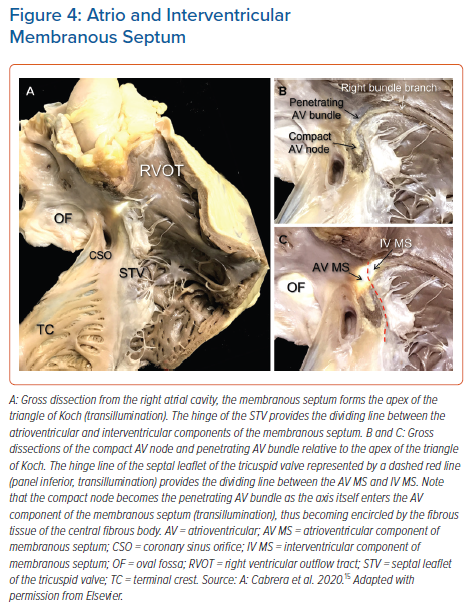 Figure 4: Atrio and Interventricular
Membranous Septum
A
RVOT
OF
CSO
STV
TC
B
Right bundle branch
Penetrating
AV bundle
Compact
AV node
C
IV MS
AV MS
OF
A: Gross dissection from the right atrial cavity, the membranous septum forms the apex of the
triangle of Koch (transillumination). The hinge of the STV provides the dividing line between the
atrioventricular and interventricular components of the membranous septum. B and C: Gross
dissections of the compact AV node and penetrating AV bundle relative to the apex of the triangle
of Koch. The hinge line of the septal leaflet of the tricuspid valve represented by a dashed red line
(panel inferior, transillumination) provides the dividing line between the AV MS and IV MS. Note
that the compact node becomes the penetrating AV bundle as the axis itself enters the AV
component of the membranous septum (transillumination), thus becoming encircled by the fibrous
tissue of the central fibrous body. AV = atrioventricular; AV MS = atrioventricular component of
membranous septum; CSO = coronary sinus orifice; IV MS = interventricular component of
membranous septum; OF = oval fossa; RVOT = right ventricular outflow tract; STV = septal leaflet
of the tricuspid valve; TC = terminal crest. Source: A: Cabrera et al. 2020.15 Adapted with
permission from Elsevier.